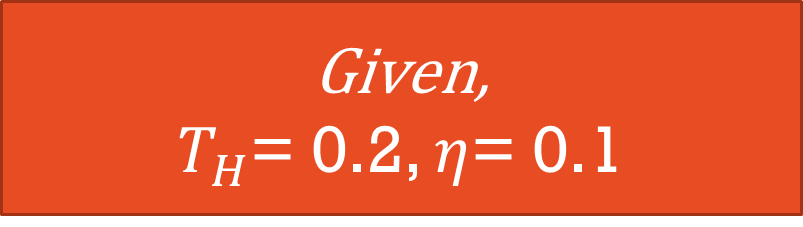 Given,
T_H = 0.2, η = 0.1